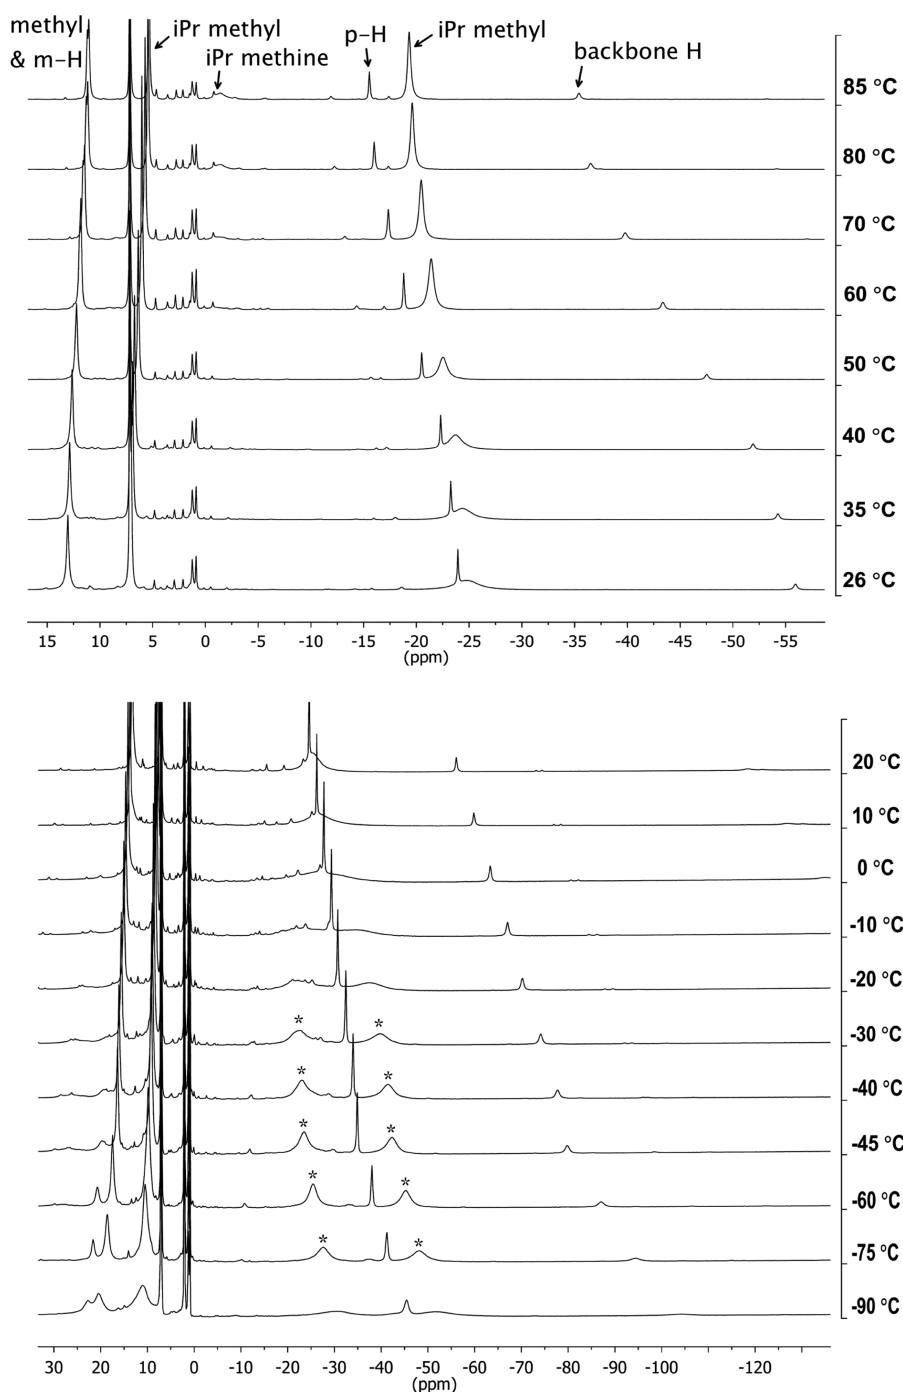 methyl
& m-H
iPr methyl
iPr methine
p-H
iPr methyl
backbone H
85 °C
80 °C
70 °C
60 °C
50 °C
40 °C
35 °C
26 °C
15 10 5 0 -5 -10 -15 -20 -25 -30 -35 -40 -45 -50 -55
(ppm)
20 °C
10 °C
0 °C
-10 °C
-20 °C
* *
-30 °C
* *
-40 °C
* *
-45 °C
* *
-60 °C
* *
-75 °C
-90 °C
30 20 10 0 -10 -20 -30 -40 -50 -60 -70 -80 -90 -100 -120
(ppm)